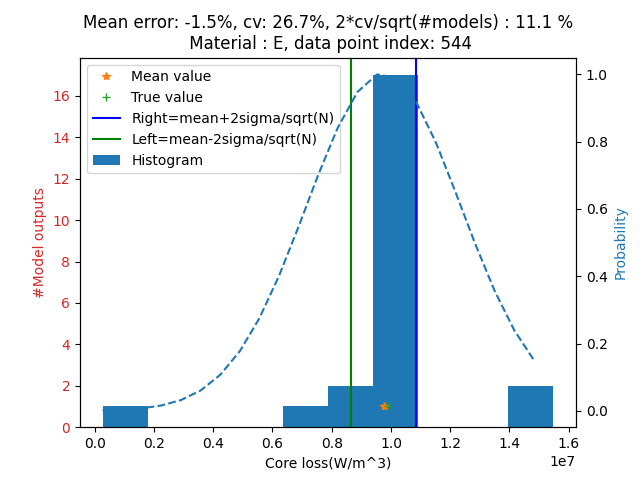 Mean error: -1.5%, cv: 26.7%, 2*cv/sqrt(#models) : 11.1 %
Material : E, data point index: 544
Mean value
True value
Right=mean+2sigma/sqrt(N)
Left=mean-2sigma/sqrt(N)
Histogram
#Model outputs
16
14
12
10
8
6
4
2
0
1.0
0.8
0.6
0.4
0.2
0.0
Probability
0.0 0.2 0.4 0.6 0.8 1.0 1.2 1.4 1.6
1e7
Core loss(W/m^3)